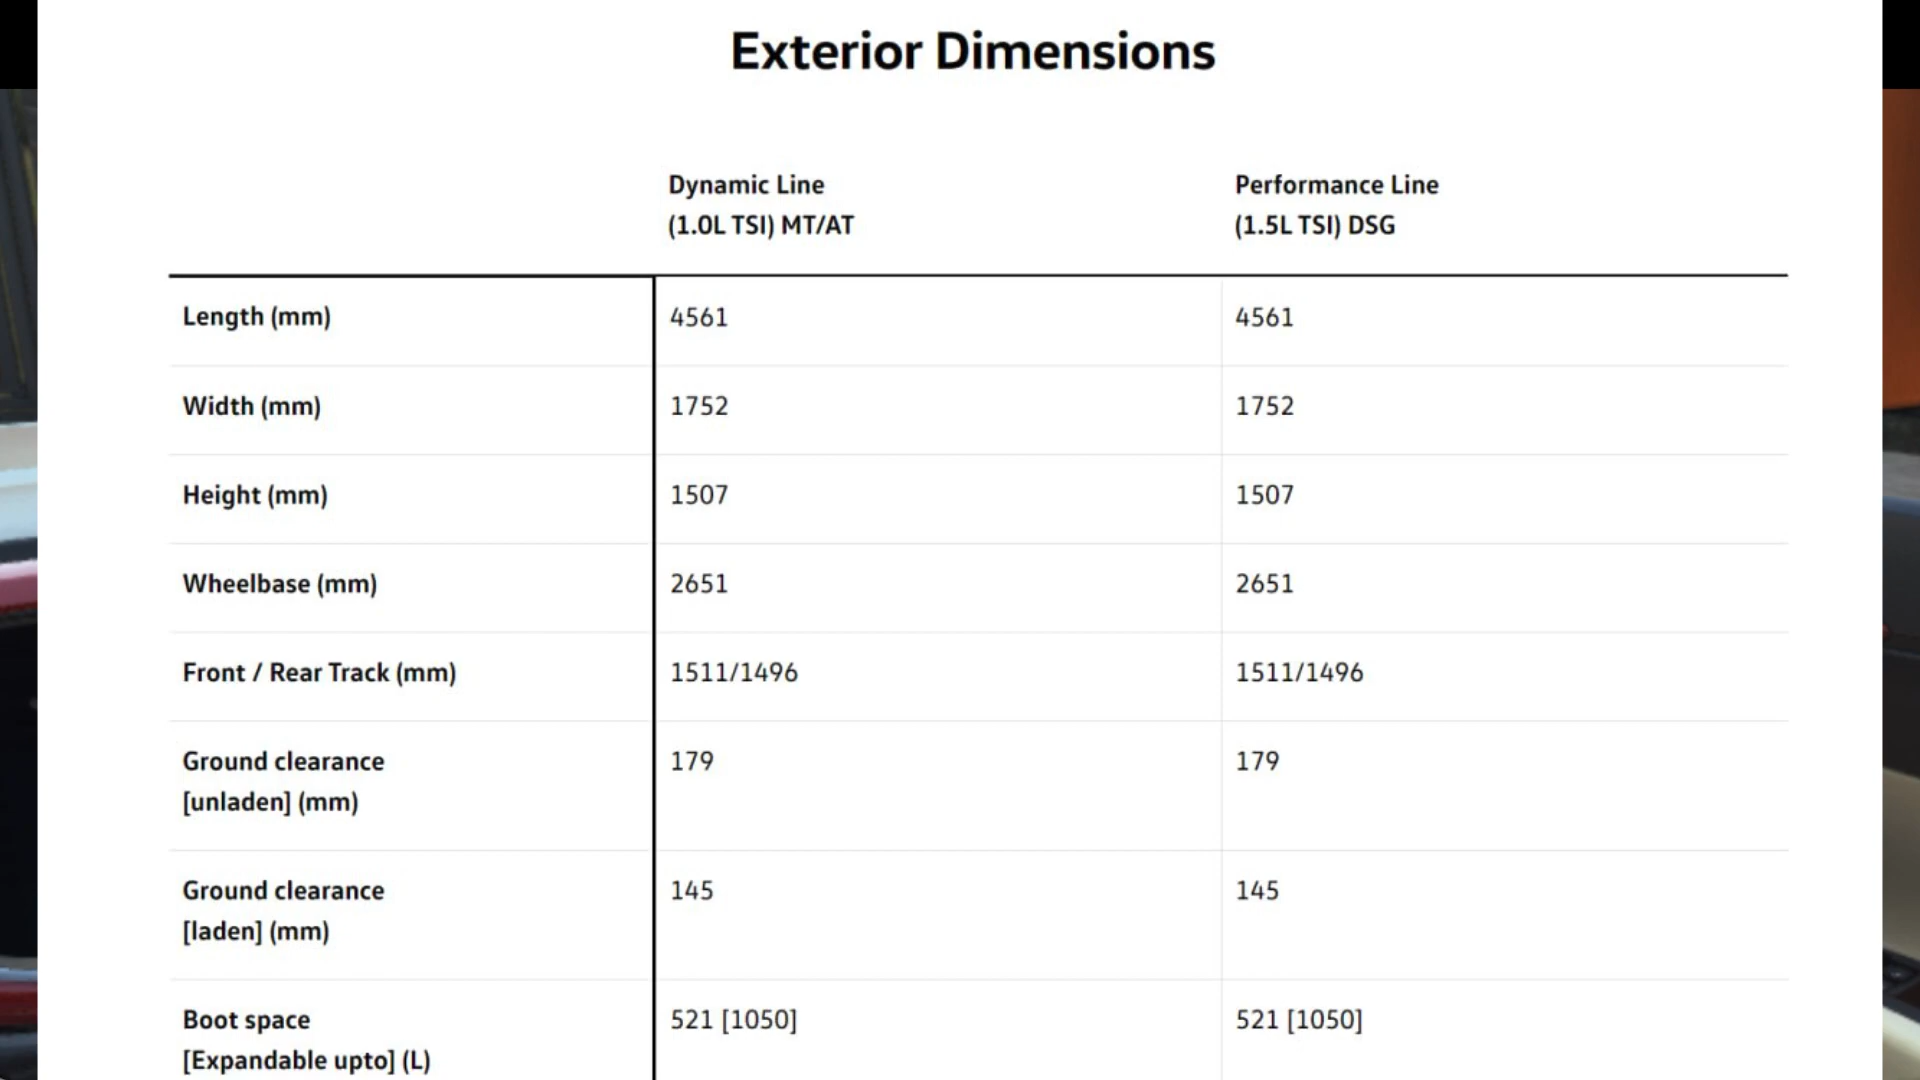 Exterior Dimensions
Dynamic Line
(1.0L TSI) MT/AT
Performance Line
(1.5L TSI) DSG
Length (mm) 4561 4561
Width (mm) 1752 1752
Height (mm) 1507 1507
Wheelbase (mm) 2651 2651
Front / Rear Track (mm) 1511/1496 1511/1496
Ground clearance 179 179
[unladen] (mm)
Ground clearance 145 145
[laden] (mm)
Boot space 521 [1050] 521 [1050]
[Expandable upto] (L)